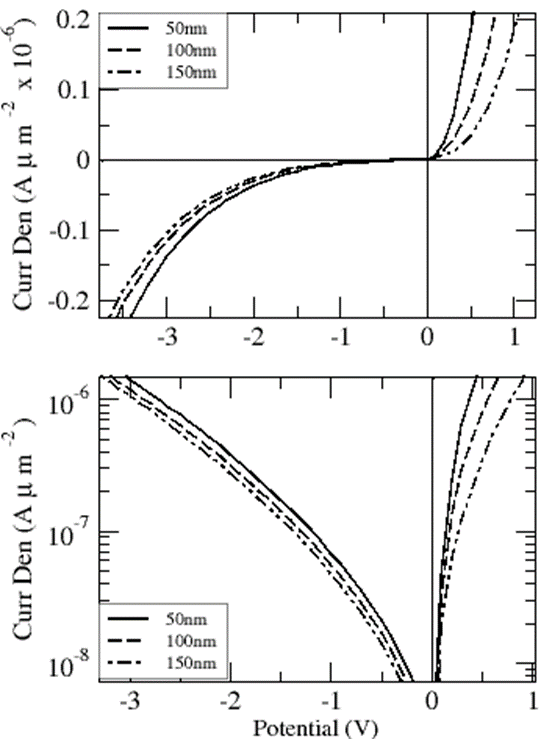 0.2
0.1
0
-0.1
-0.2
Curr Den (A μ m⁻² x 10⁻⁶)
50nm
100nm
150nm
-3 -2 -1 0 1
10⁻⁶
10⁻⁷
10⁻⁸
Curr Den (A μ m⁻² )
50nm
100nm
150nm
-3 -2 -1 0 1
Potential (V)